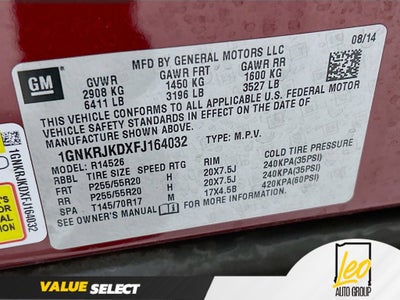 MFD BY GENERAL MOTORS LLC
08/14
GM
GVWR GAWR FRT GAWR RR
2908 KG 1450 KG 1600 KG
6411 LB 3196 LB 3527 LB
THIS VEHICLE CONFORMS TO ALL APPLICABLE U.S. FEDERAL MOTOR
VEHICLE SAFETY STANDARDS IN EFFECT ON THE DATE OF
MANUFACTURE SHOWN ABOVE.
1GNKRJKDXFJ164032 TYPE: M.P.V.
MODEL: R14526
RBBL TIRE SIZE SPEED RTG RIM COLD TIRE PRESSURE
FRT P255/55R20 H 20X7.5J 240KPA(35PSI)
RR P255/55R20 H 20X7.5J 240KPA(35PSI)
SPA T145/70R17 M 17X4.5B 420KPA(60PSI)
SEE OWNER'S MANUAL FOR MORE INFORMATION.
1GNKRJKDXFJ164032
VALUE SELECT
Leo
AUTO GROUP